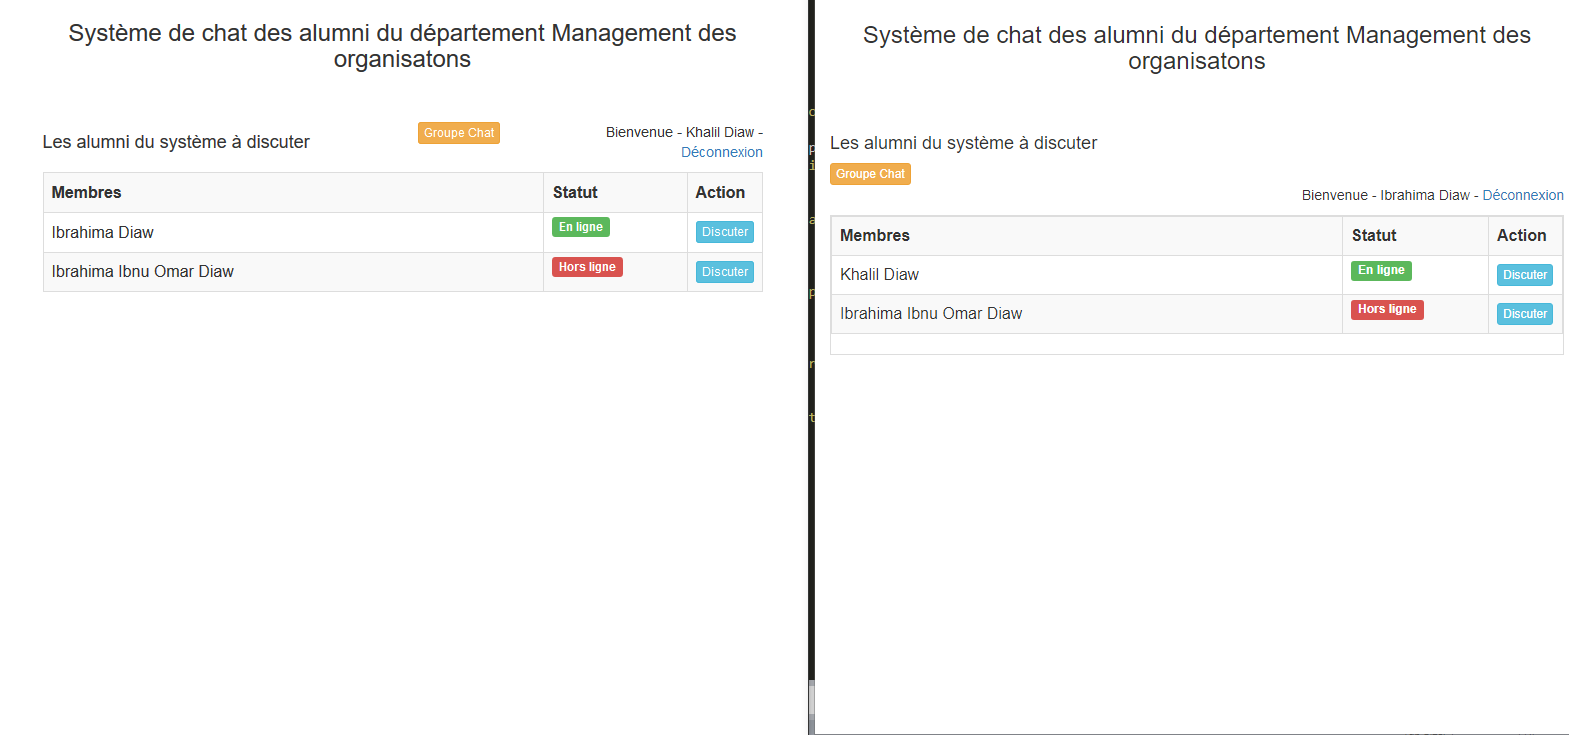 Système de chat des alumni du département Management des
organisatons
Les alumni du système à discuter
Groupe Chat
Bienvenue - Khalil Diaw -
Déconnexion
Membres Statut Action
Ibrahima Diaw En ligne Discuter
Ibrahima Ibnu Omar Diaw Hors ligne Discuter
Système de chat des alumni du département Management des
organisatons
Les alumni du système à discuter
Groupe Chat
Bienvenue - Ibrahima Diaw - Déconnexion
Membres Statut Action
Khalil Diaw En ligne Discuter
Ibrahima Ibnu Omar Diaw Hors ligne Discuter